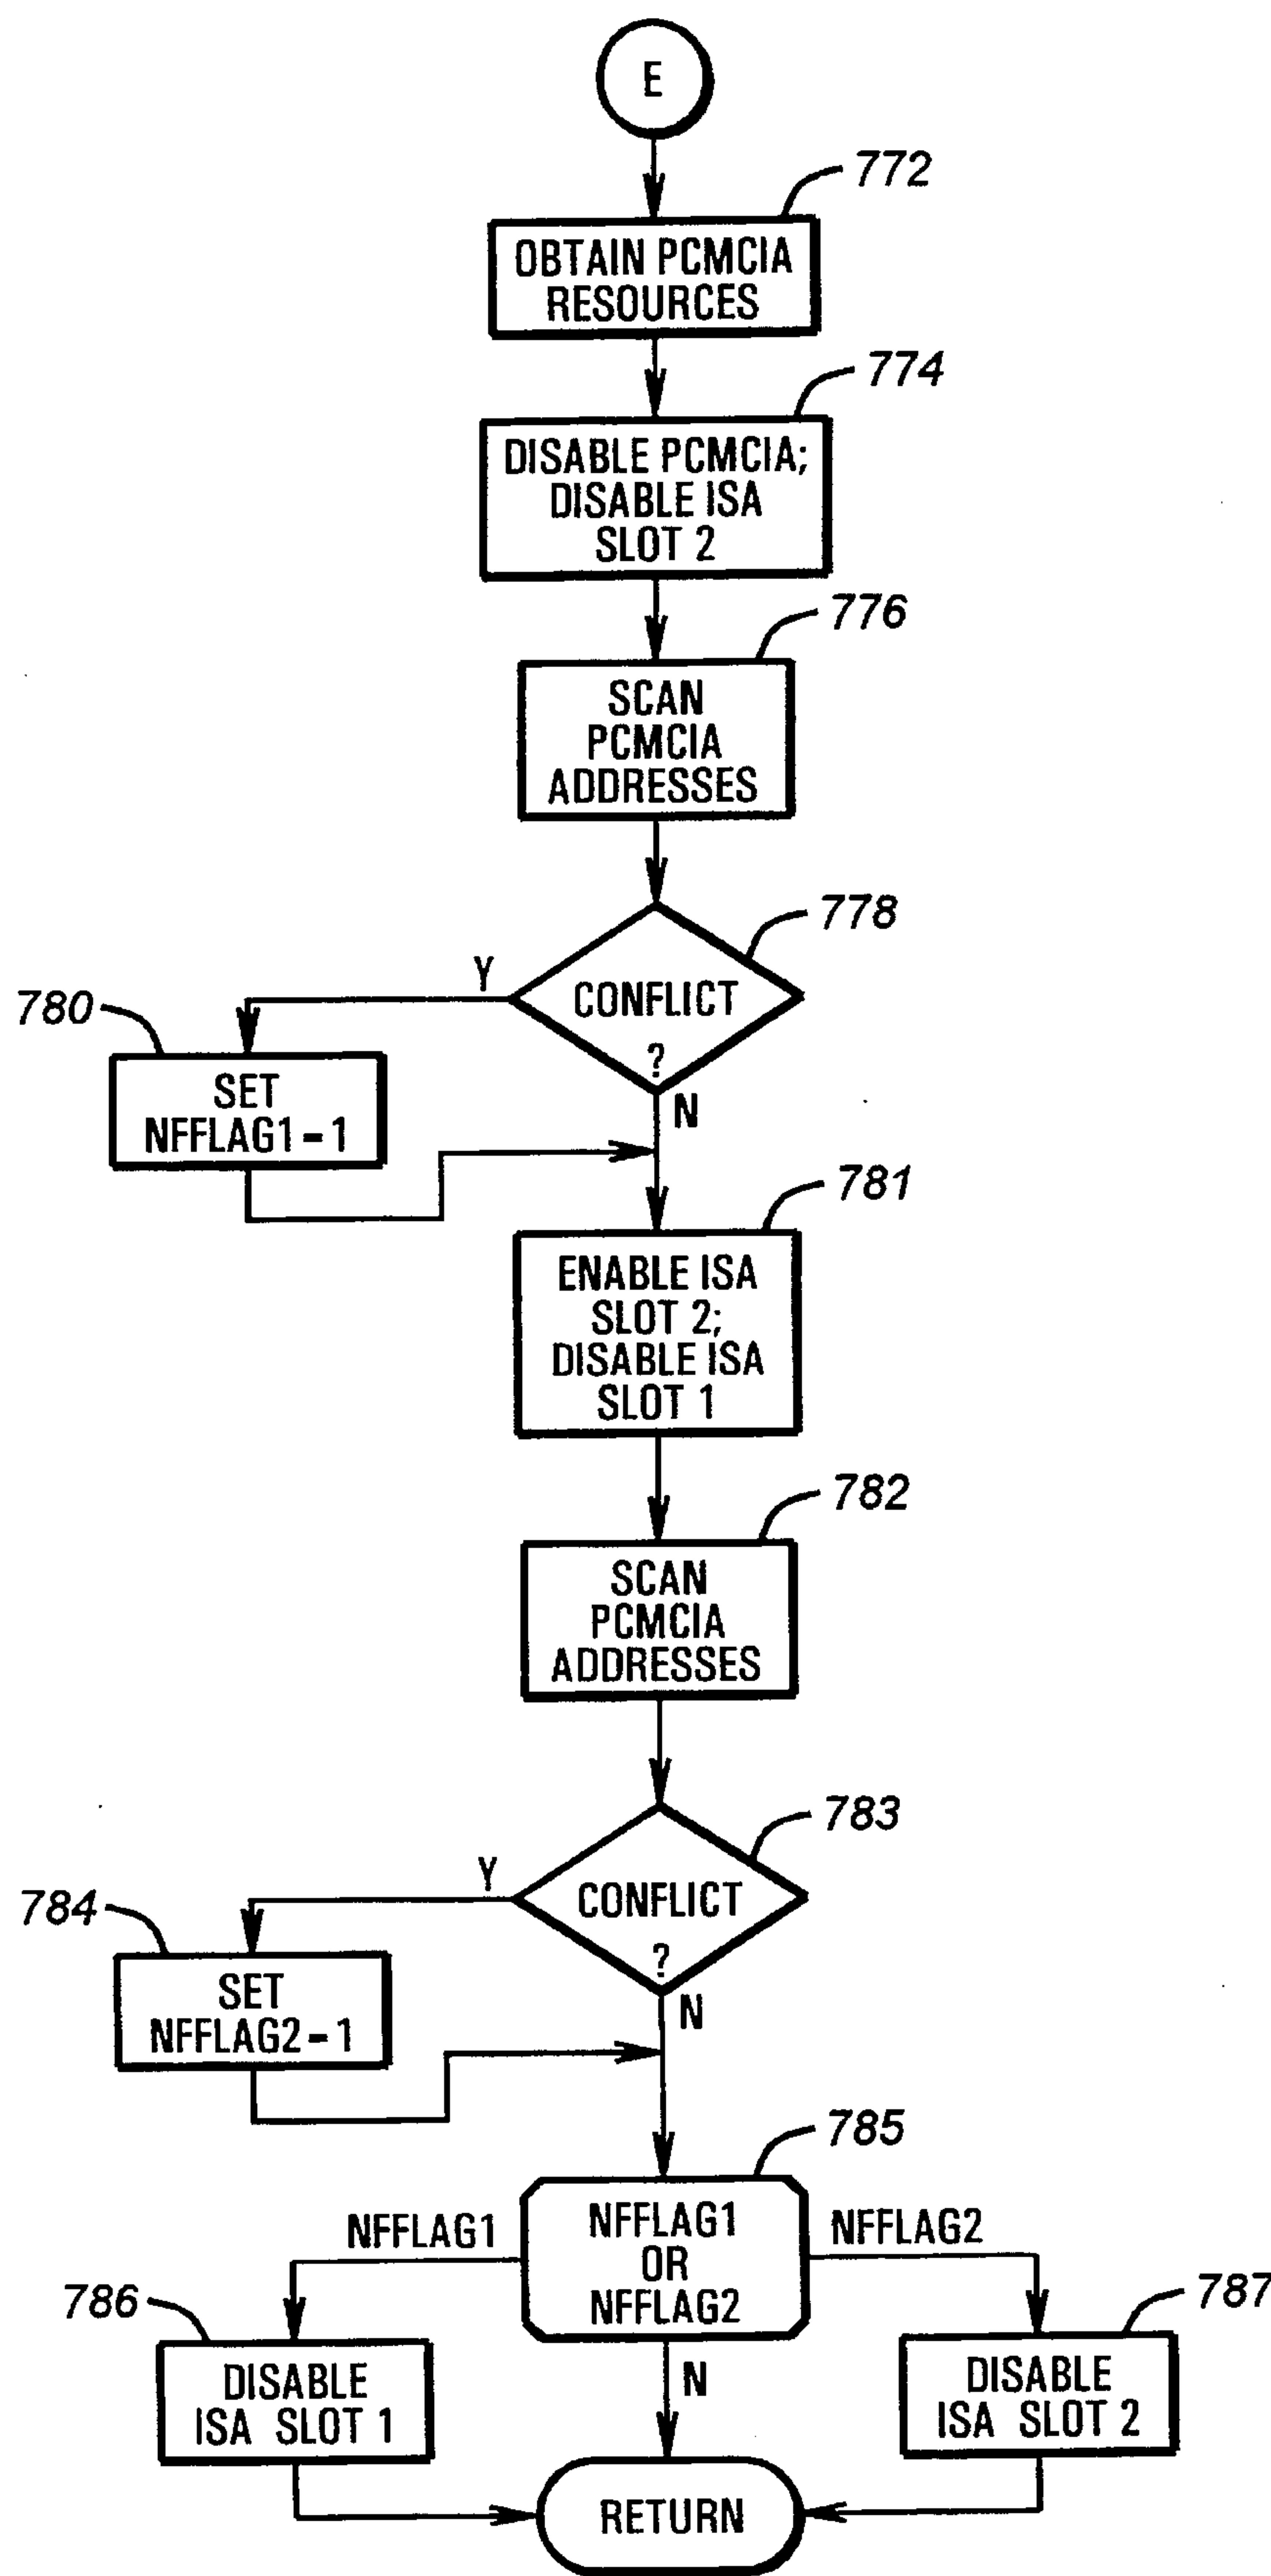 E
772
OBTAIN PCMCIA
RESOURCES
774
DISABLE PCMCIA;
DISABLE ISA
SLOT 2
776
SCAN
PCMCIA
ADDRESSES
778
Y
CONFLICT
?
N
780
SET
NFFLAG1=1
781
ENABLE ISA
SLOT 2;
DISABLE ISA
SLOT 1
782
SCAN
PCMCIA
ADDRESSES
783
Y
CONFLICT
?
N
784
SET
NFFLAG2=1
785
NFFLAG1
NFFLAG1
OR
NFFLAG2
NFFLAG2
786
DISABLE
ISA SLOT 1
N
787
DISABLE
ISA SLOT 2
RETURN